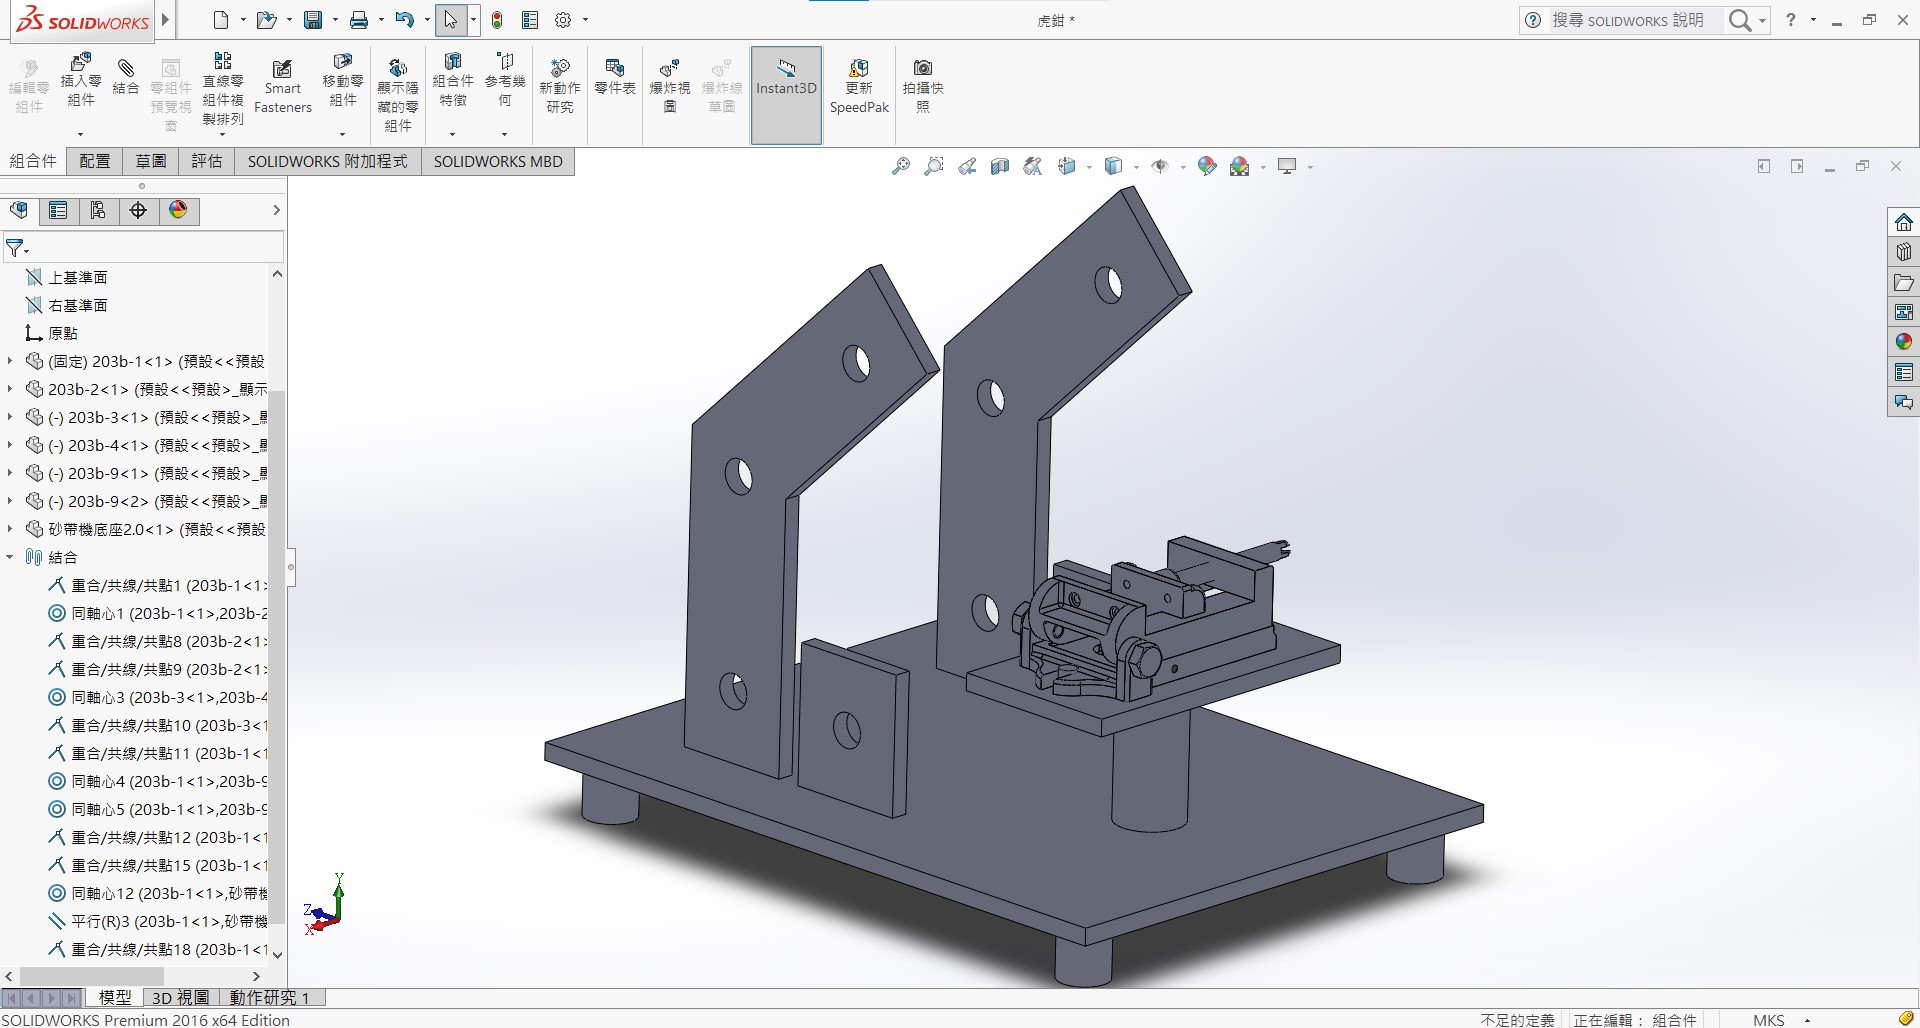 SOLIDWORKS
虎鉗 *
搜尋 SOLIDWORKS 說明
?
編輯零
組件
插入零
組件
結合
零組件
預覽視
窗
直線零
組件複
製排列
Smart
Fasteners
移動零
組件
顯示隱
藏的零
組件
組合件
特徵
參考幾
何
新動作
研究
零件表
爆炸視
圖
爆炸線
草圖
Instant3D
更新
SpeedPak
拍攝快
照
組合件 配置 草圖 評估 SOLIDWORKS 附加程式 SOLIDWORKS MBD
上基準面
右基準面
原點
(固定) 203b-1<1> (預設<<預設
203b-2<1> (預設<<預設>_顯示
(-) 203b-3<1> (預設<<預設>_
(-) 203b-4<1> (預設<<預設>_
(-) 203b-9<1> (預設<<預設>_
(-) 203b-9<2> (預設<<預設>_
砂帶機底座2.0<1> (預設<<預設
結合
重合/共線/共點1 (203b-1<1>
同軸心1 (203b-1<1>,203b-2
重合/共線/共點8 (203b-2<1>
重合/共線/共點9 (203b-2<1>
同軸心3 (203b-3<1>,203b-4
重合/共線/共點10 (203b-3<1
重合/共線/共點11 (203b-1<1
同軸心4 (203b-1<1>,203b-9
同軸心5 (203b-1<1>,203b-9
重合/共線/共點12 (203b-1<1
重合/共線/共點15 (203b-1<1
同軸心12 (203b-1<1>,砂帶機
平行(R)3 (203b-1<1>,砂帶機
重合/共線/共點18 (203b-1<1
Y
Z
X
模型 3D 視圖 動作研究 1
SOLIDWORKS Premium 2016 x64 Edition
不足的定義 正在編輯： 組合件 MKS